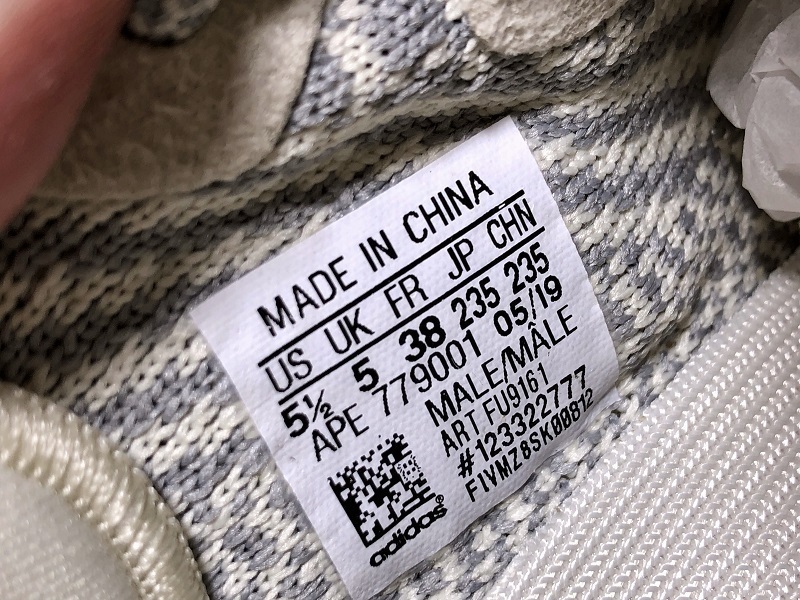 MADE IN CHINA
US UK FR JP CHN
5½ 5 38 235 235
APE 779001 05/19
MALE/MÂLE
ART FU9161
#123322777
FIVMZ6SK00812
adidas®